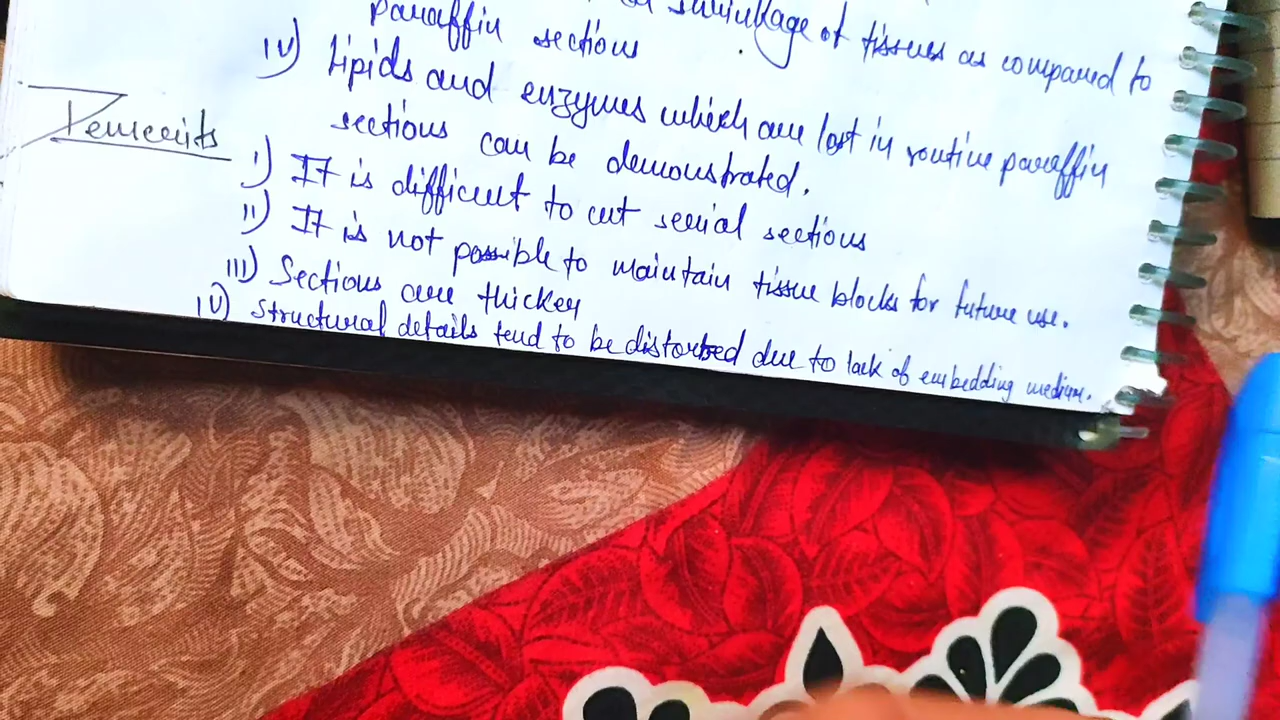 shrinkage of tissues as compared to
paraffin sections
iv) Lipids and enzymes which are lost in routine paraffin
sections can be demonstrated.
Demerits
i) It is difficult to cut serial sections
ii) It is not possible to maintain tissue blocks for future use.
iii) Sections are thicker
iv) Structural details tend to be distorted due to lack of embedding medium.